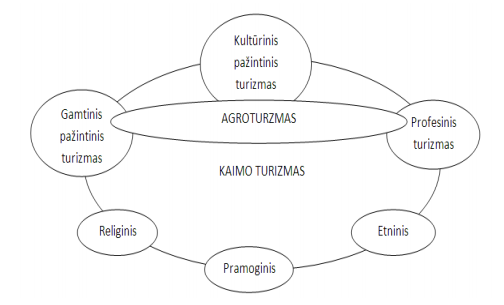 Kultūrinis
pažintinis
turizmas
Gamtinis
pažintinis
turizmas
AGROTURZMAS
Profesinis
turizmas
KAIMO TURIZMAS
Religinis
Etninis
Pramoginis